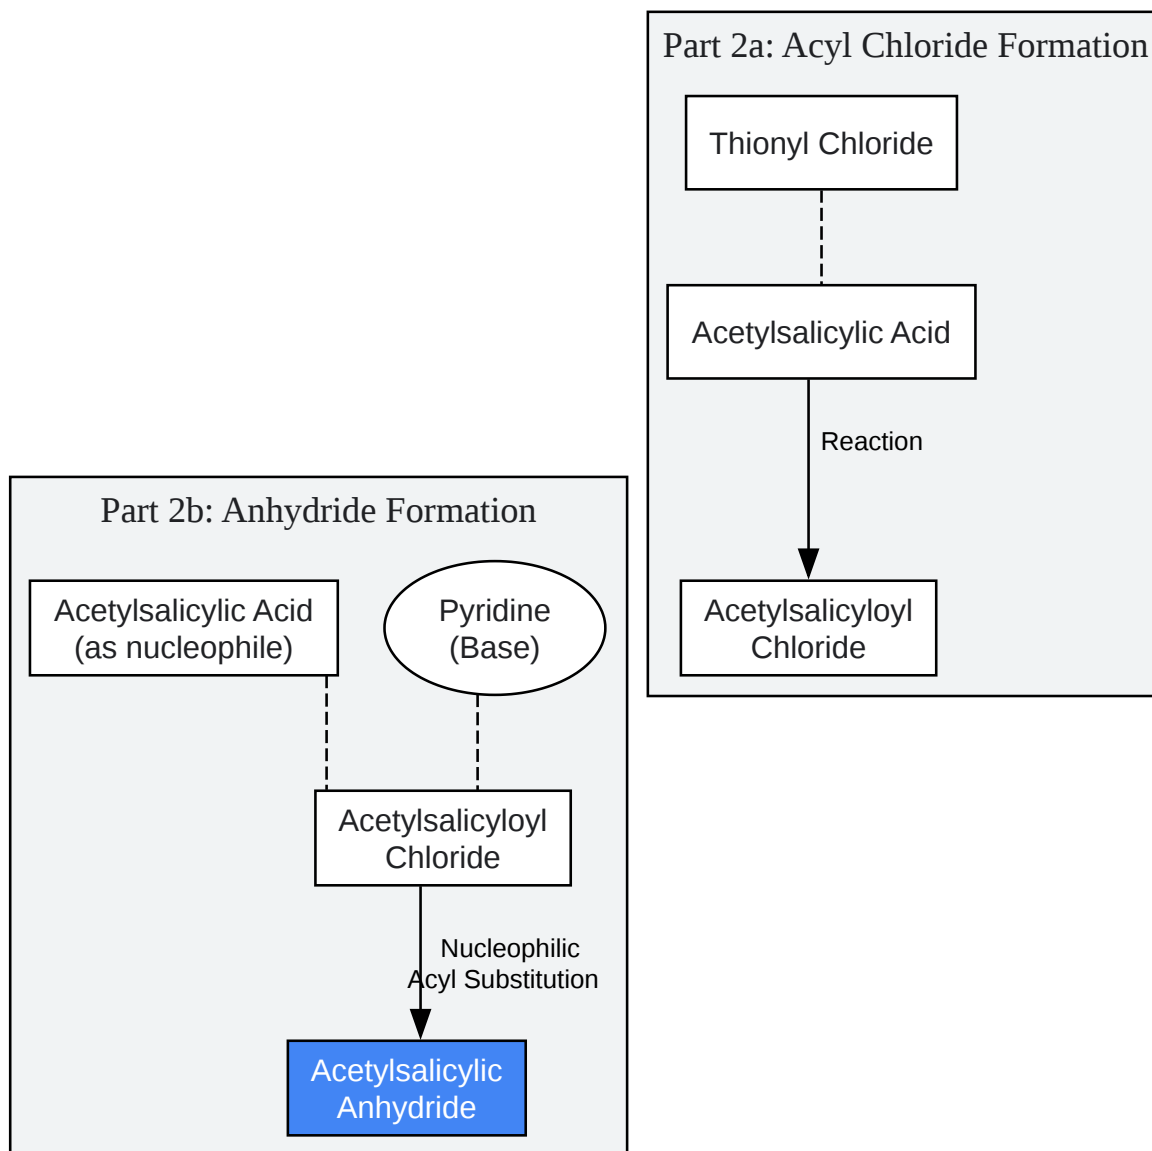 Part 2a: Acyl Chloride Formation
Thionyl Chloride
Acetylsalicylic Acid
Reaction
Acetylsalicyloyl
Chloride
Part 2b: Anhydride Formation
Acetylsalicylic Acid
(as nucleophile)
Pyridine
(Base)
Acetylsalicyloyl
Chloride
Nucleophilic
Acyl Substitution
Acetylsalicylic
Anhydride